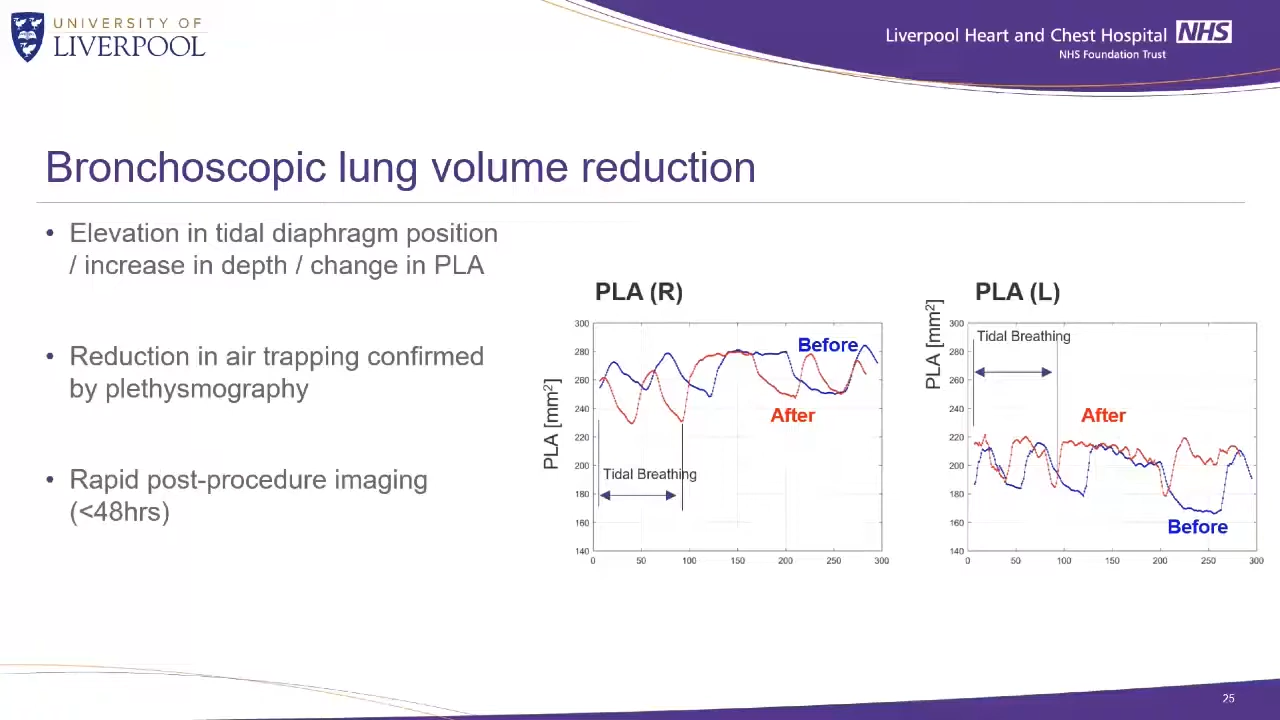 UNIVERSITY OF
LIVERPOOL
Liverpool Heart and Chest Hospital NHS
NHS Foundation Trust
Bronchoscopic lung volume reduction
• Elevation in tidal diaphragm position
/ increase in depth / change in PLA
• Reduction in air trapping confirmed
by plethysmography
• Rapid post-procedure imaging
(<48hrs)
PLA (R)
PLA [mm²]
300
280
260
240
220
200
180
160
140
0
50
100
150
200
250
300
Before
After
Tidal Breathing
PLA (L)
PLA [mm²]
300
280
260
240
220
200
180
160
140
0
50
100
150
200
250
300
Tidal Breathing
After
Before
25